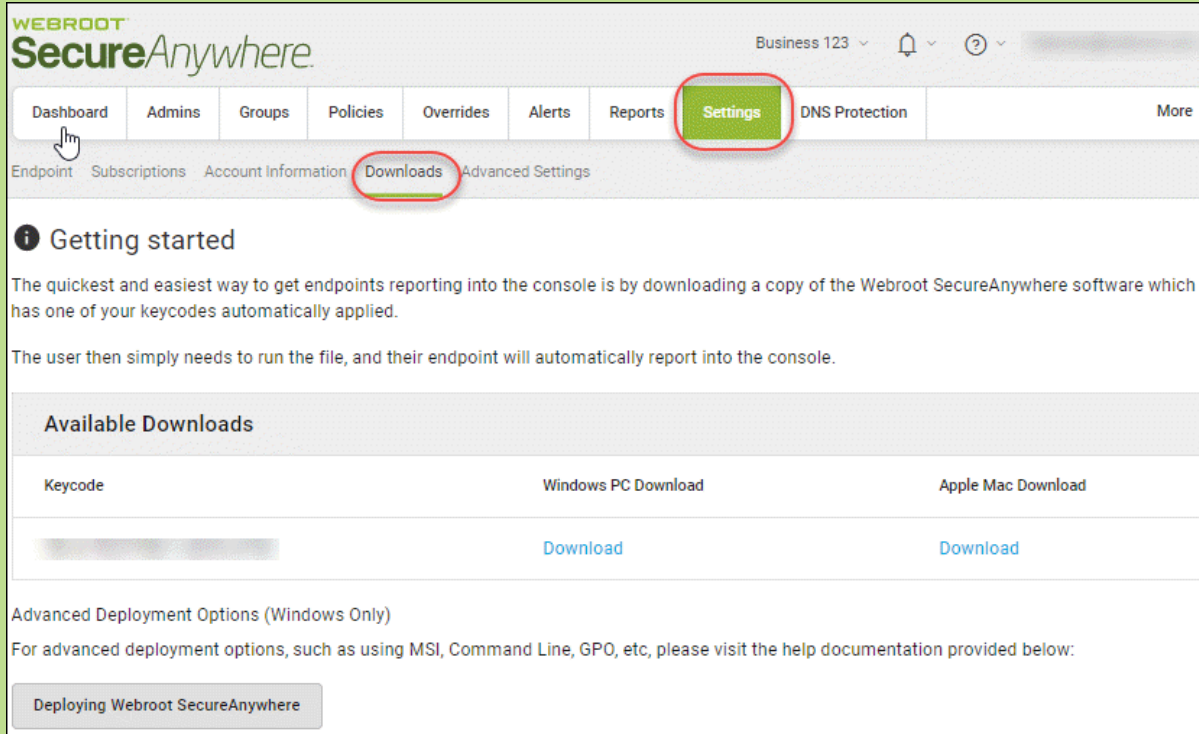 WEBROOT
SecureAnywhere.
Business 123
Dashboard Admins Groups Policies Overrides Alerts Reports Settings DNS Protection More
Endpoint Subscriptions Account Information Downloads Advanced Settings
Getting started
The quickest and easiest way to get endpoints reporting into the console is by downloading a copy of the Webroot SecureAnywhere software which
has one of your keycodes automatically applied.
The user then simply needs to run the file, and their endpoint will automatically report into the console.
Available Downloads
Keycode Windows PC Download Apple Mac Download
Download Download
Advanced Deployment Options (Windows Only)
For advanced deployment options, such as using MSI, Command Line, GPO, etc, please visit the help documentation provided below:
Deploying Webroot SecureAnywhere